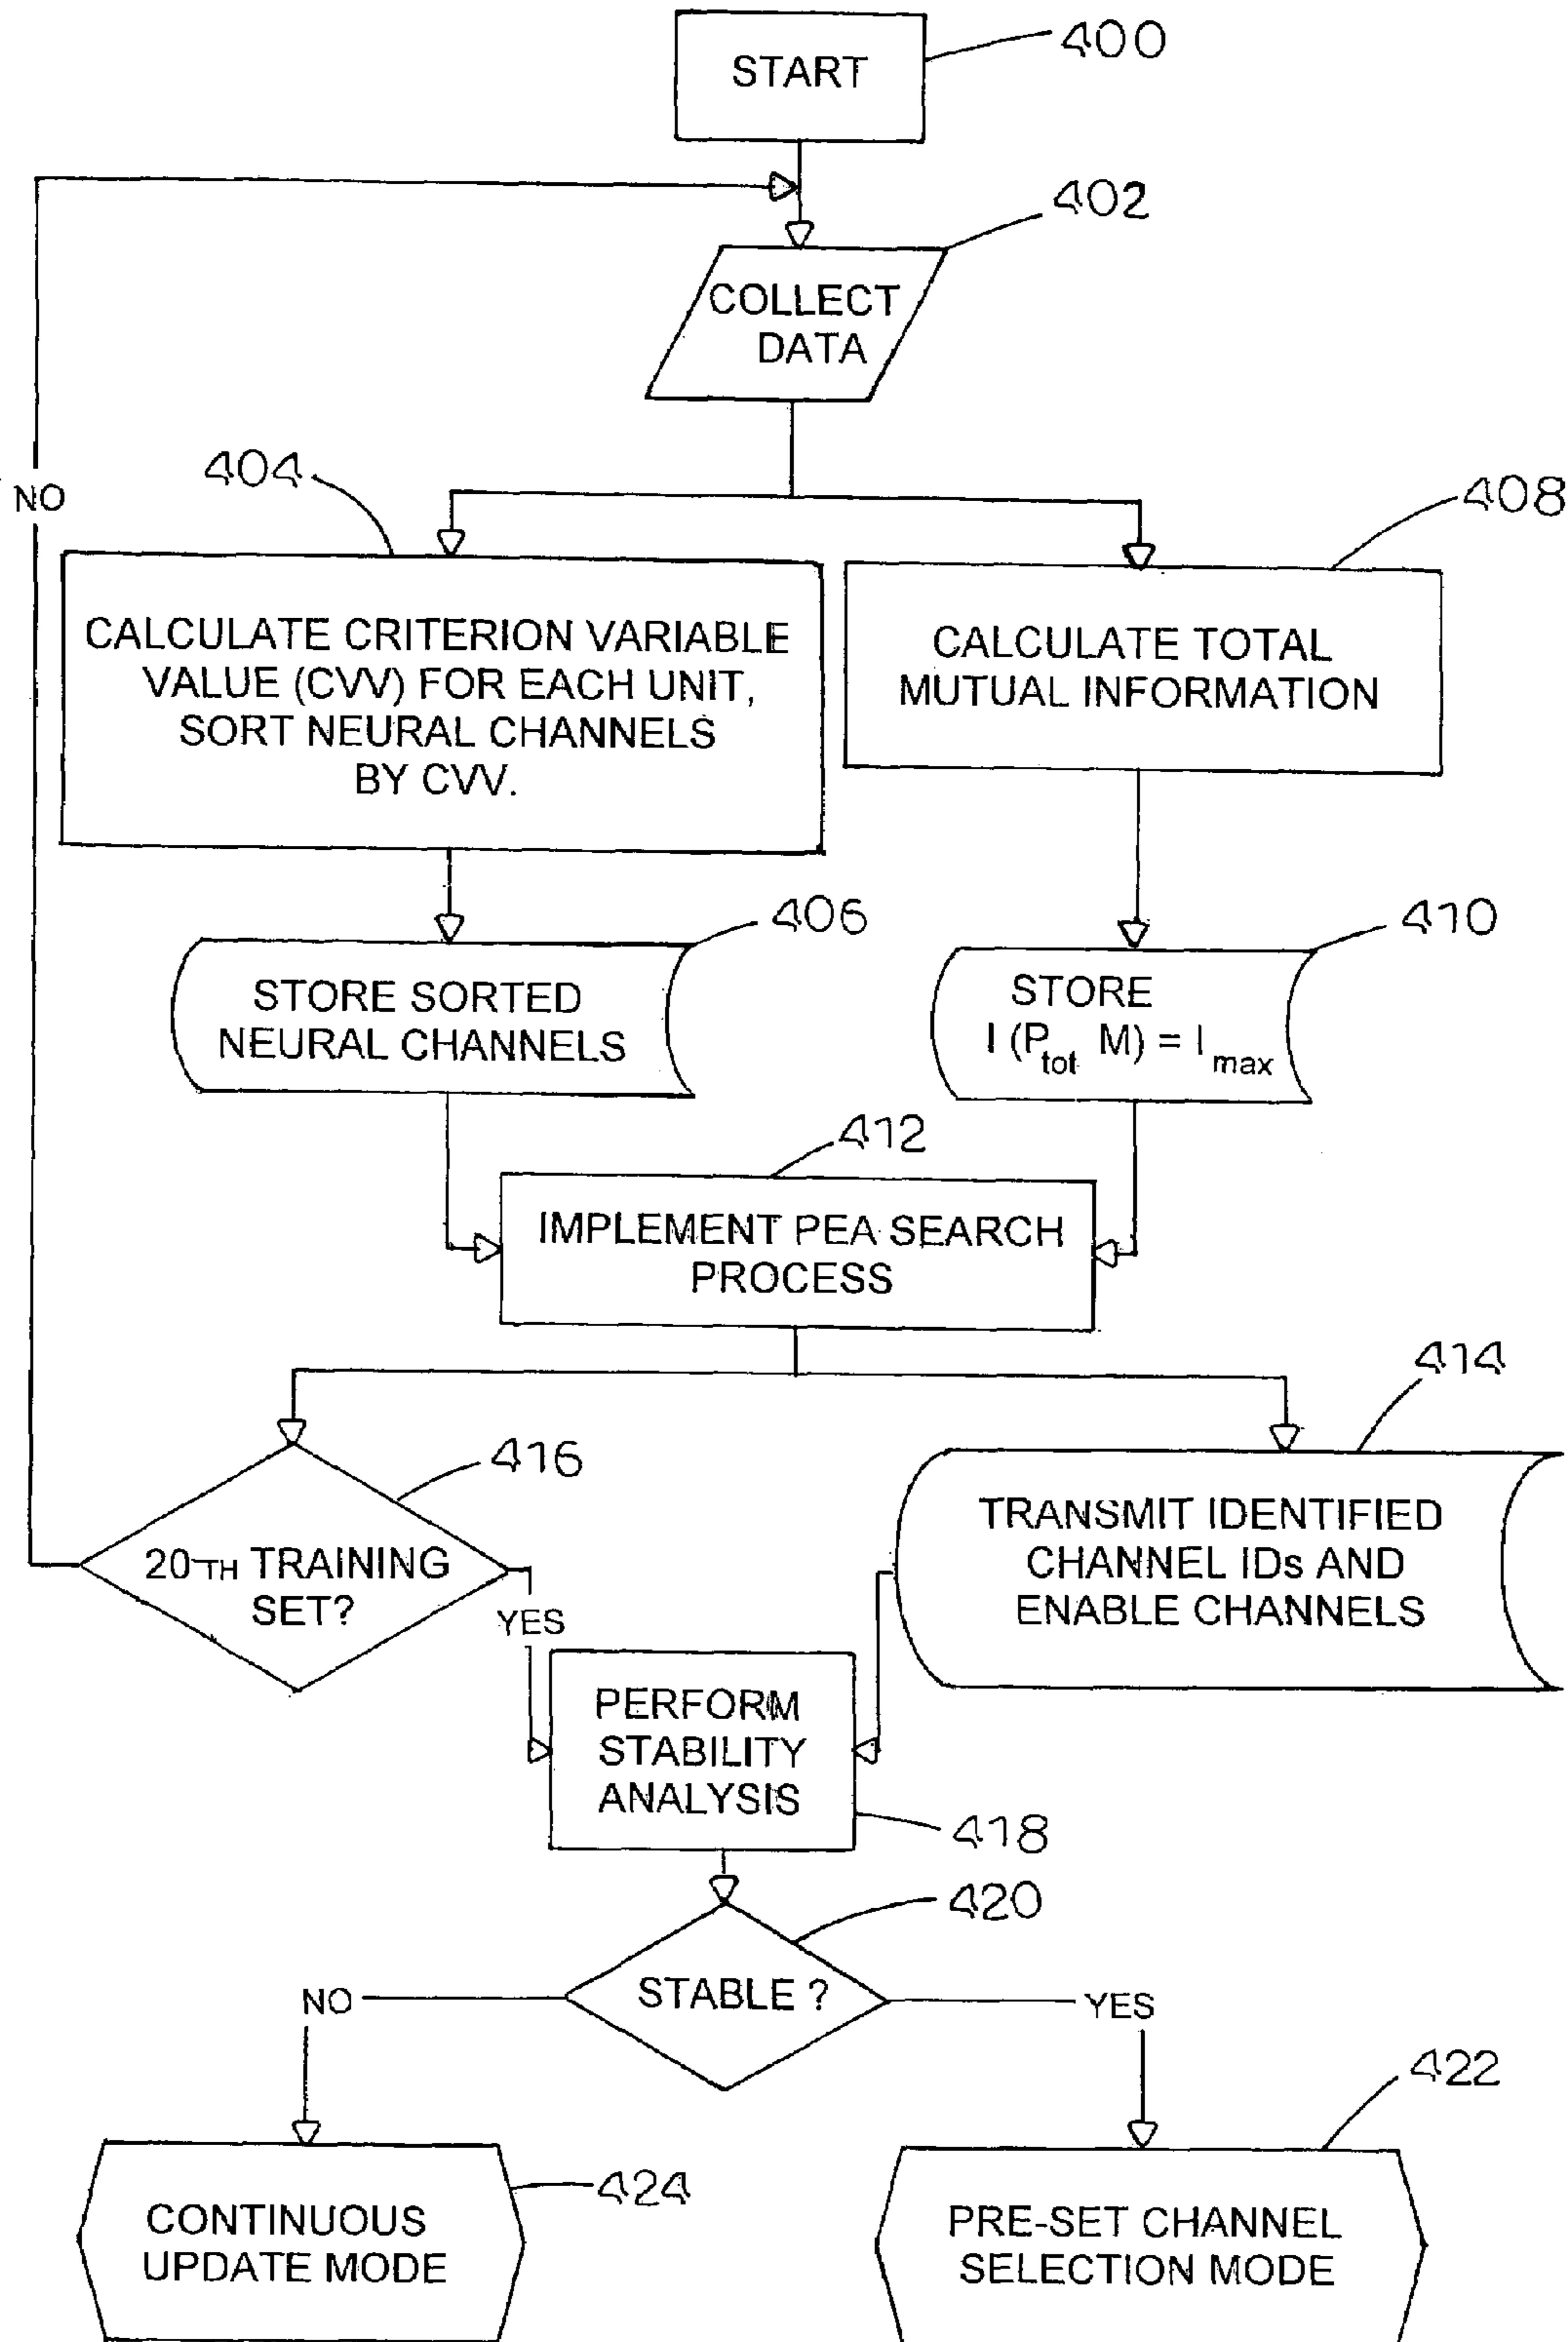 START
400
402
COLLECT
DATA
NO
404
408
CALCULATE CRITERION VARIABLE
VALUE (CVV) FOR EACH UNIT,
SORT NEURAL CHANNELS
BY CVV.
CALCULATE TOTAL
MUTUAL INFORMATION
406
410
STORE SORTED
NEURAL CHANNELS
STORE
I (Ptot M) = Imax
412
IMPLEMENT PEA SEARCH
PROCESS
414
416
20TH TRAINING
SET?
YES
TRANSMIT IDENTIFIED
CHANNEL IDs AND
ENABLE CHANNELS
PERFORM
STABILITY
ANALYSIS
418
420
STABLE ?
NO
YES
422
424
CONTINUOUS
UPDATE MODE
PRE-SET CHANNEL
SELECTION MODE